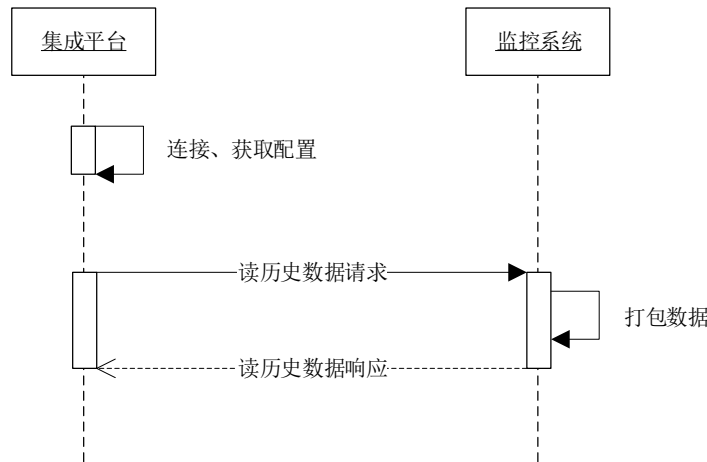 集成平台
监控系统
连接、获取配置
读历史数据请求
打包数据
读历史数据响应